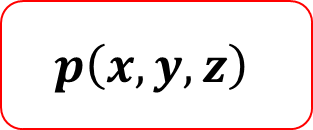 p(x, y, z)